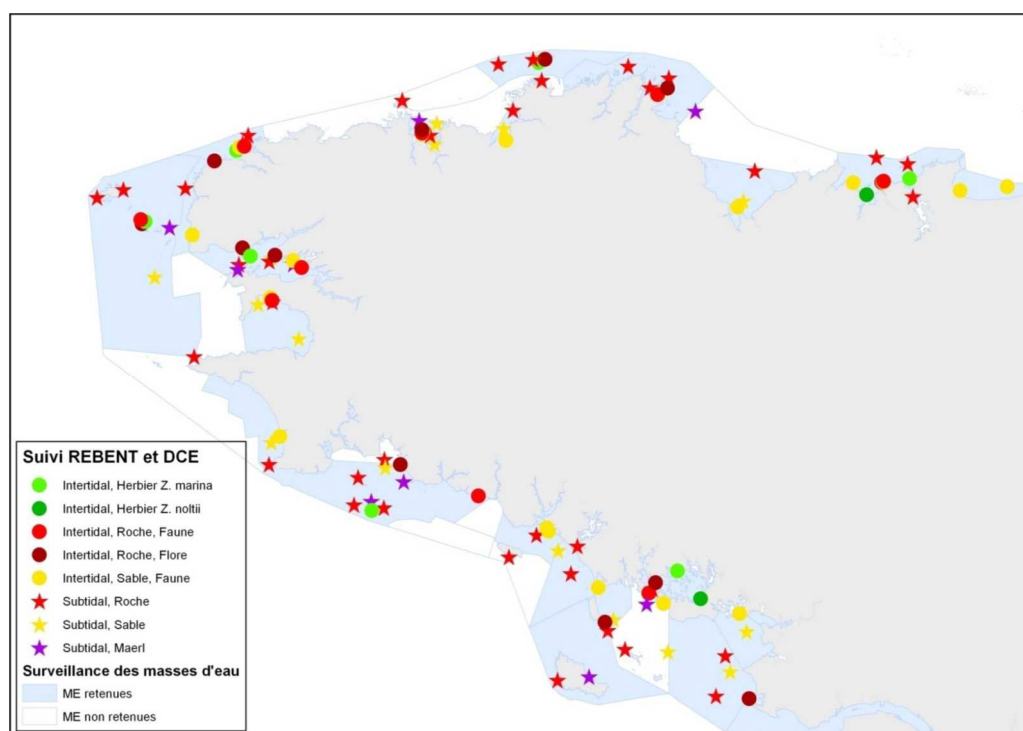 Suivi REBENT et DCE
Intertidal, Herbier Z. marina
Intertidal, Herbier Z. noltii
Intertidal, Roche, Faune
Intertidal, Roche, Flore
Intertidal, Sable, Faune
Subtidal, Roche
Subtidal, Sable
Subtidal, Maerl
Surveillance des masses d'eau
ME retenues
ME non retenues